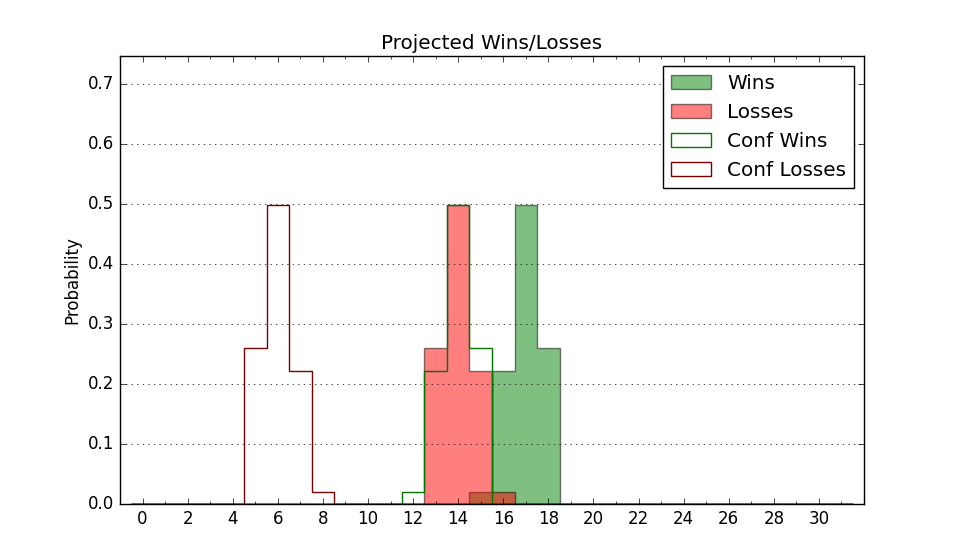 Projected Wins/Losses
Probability
0.7
0.6
0.5
0.4
0.3
0.2
0.1
0.0
0 2 4 6 8 10 12 14 16 18 20 22 24 26 28 30
Wins
Losses
Conf Wins
Conf Losses